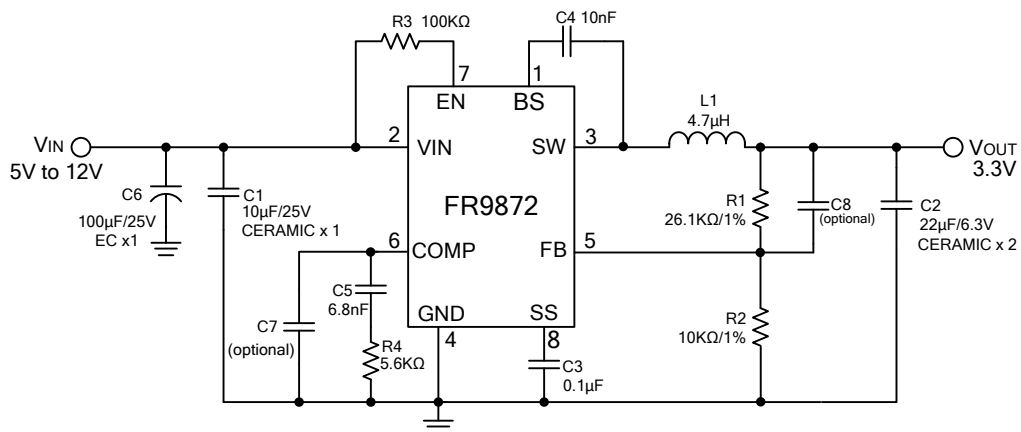 R3 100KΩ
C4 10nF
7
1
EN
BS
L1
4.7µH
VIN
5V to 12V
2
VIN
SW
3
VOUT
3.3V
C6
100µF/25V
EC x1
C1
10µF/25V
CERAMIC x 1
FR9872
R1
26.1KΩ/1%
C8
(optional)
C2
22µF/6.3V
CERAMIC x 2
6
COMP
FB
5
C5
6.8nF
C7
(optional)
R4
5.6KΩ
GND
4
SS
8
C3
0.1µF
R2
10KΩ/1%